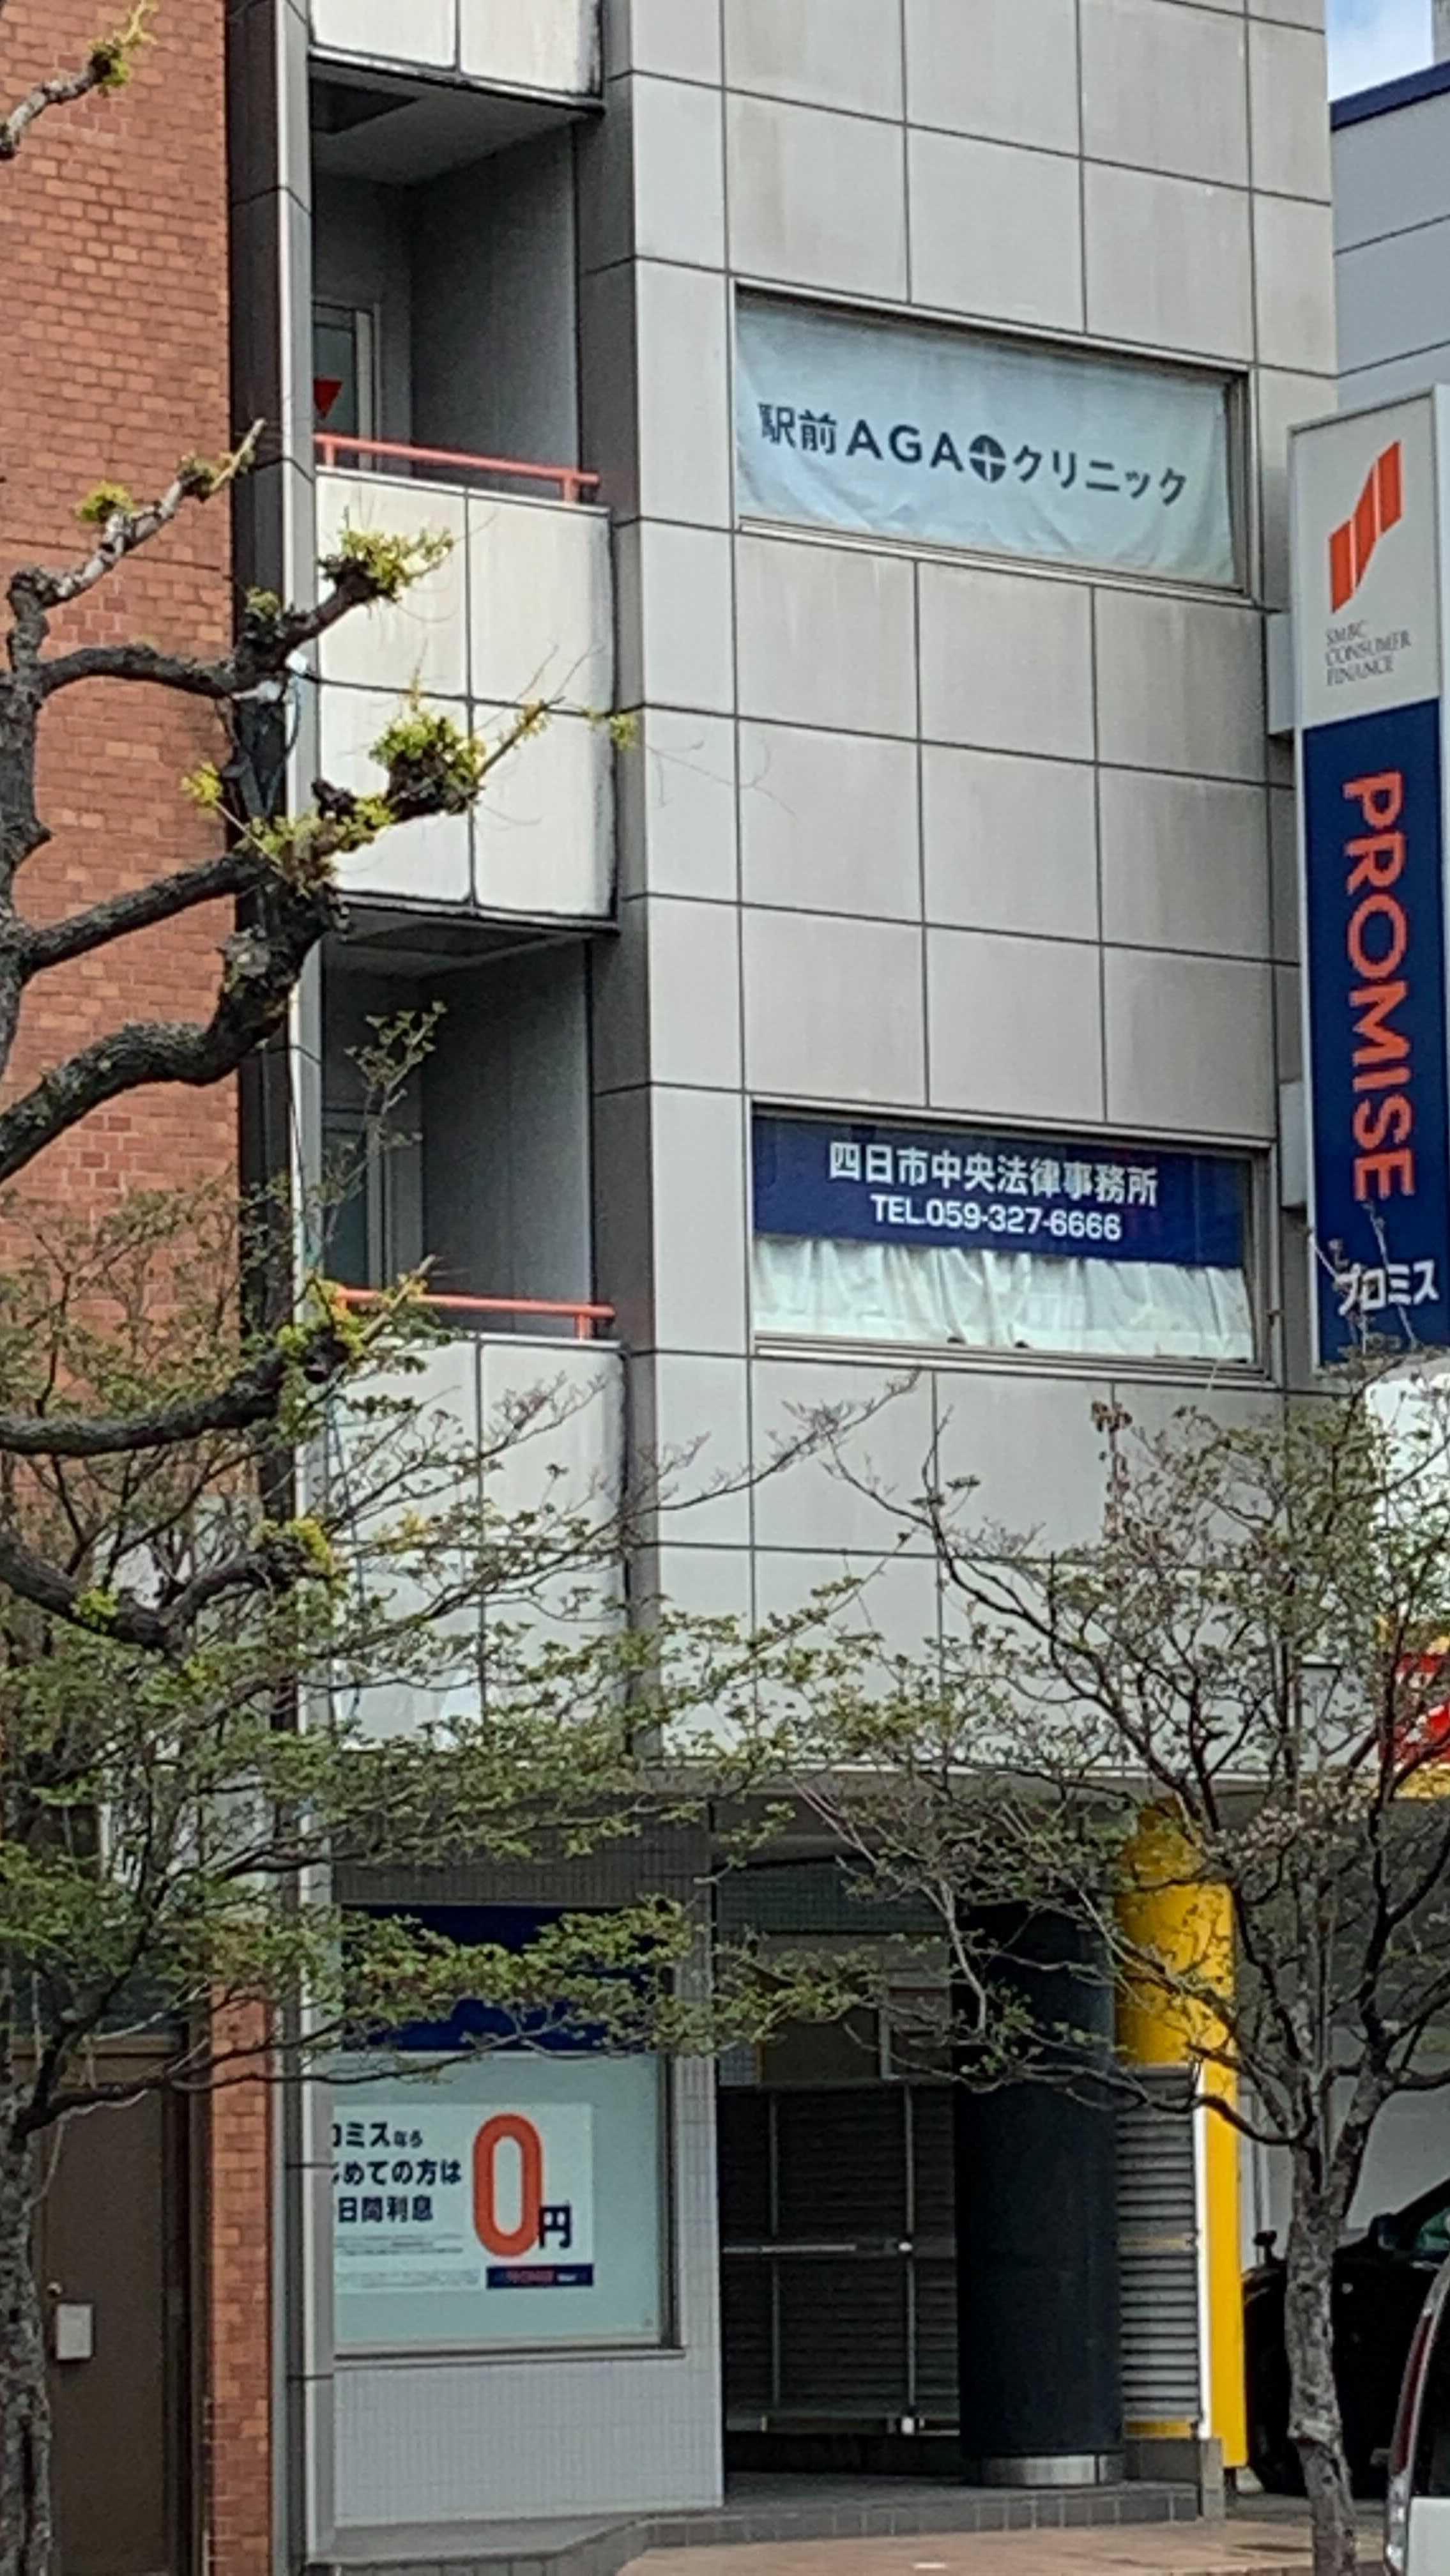 駅前AGAクリニック
SMBC
CONSUMER
FINANCE
PROMISE
プロミス
四日市中央法律事務所
TEL.059-327-6666
ロミスなら
じめての方は
日間利息
0円